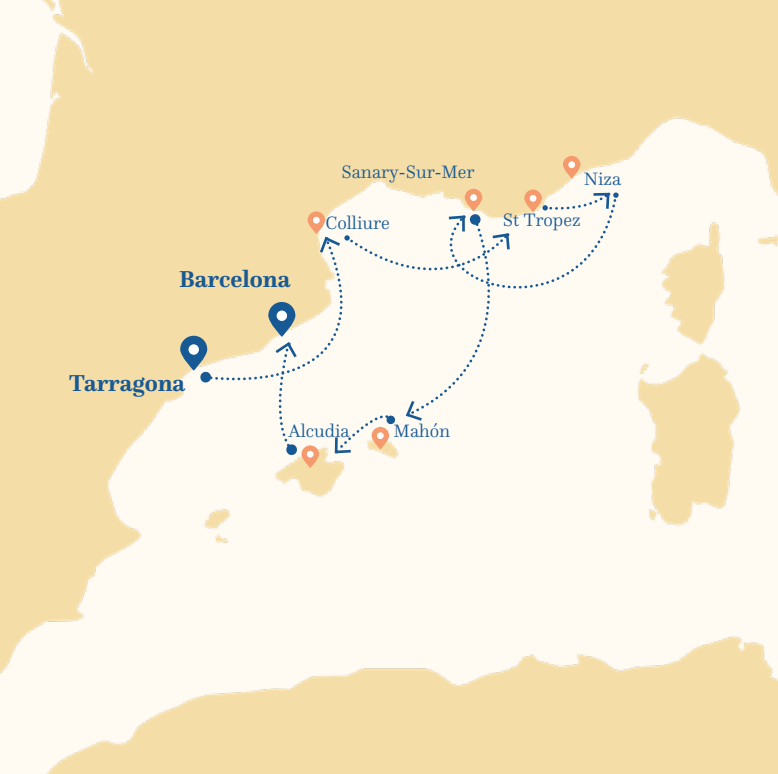 Sanary-Sur-Mer
Niza
Colliure
St Tropez
Barcelona
Tarragona
Alcudia
Mahón